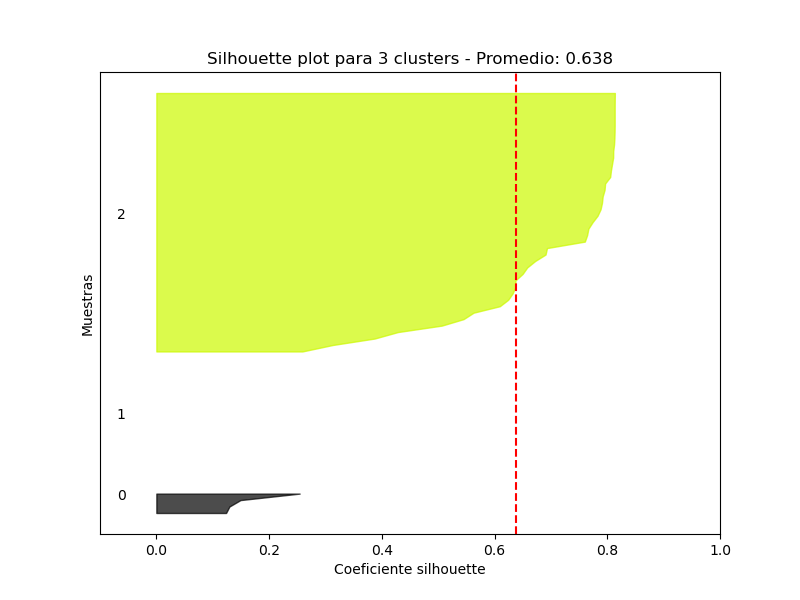 Silhouette plot para 3 clusters - Promedio: 0.638
2
1
0
Muestras
0.0 0.2 0.4 0.6 0.8 1.0
Coeficiente silhouette